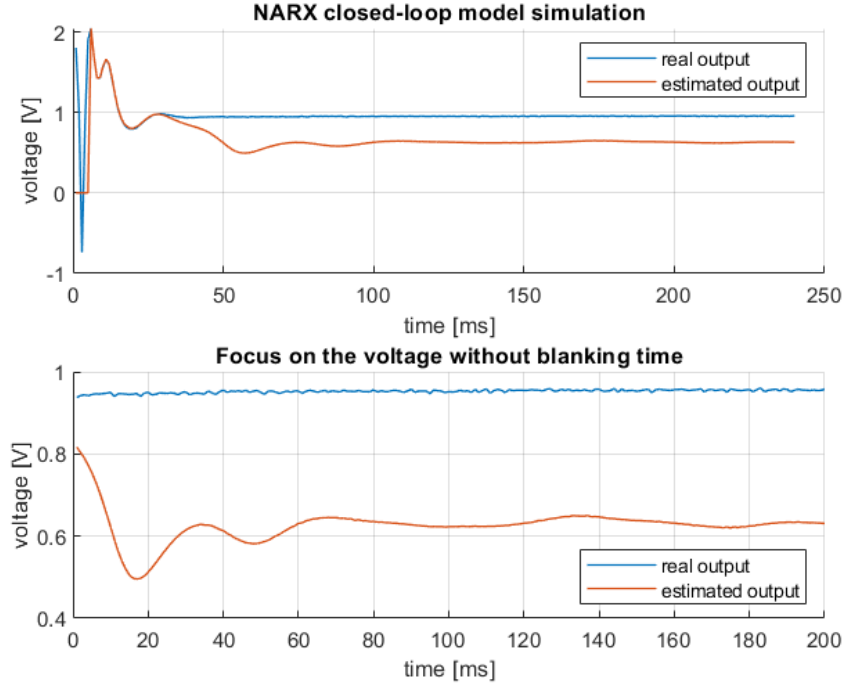 NARX closed-loop model simulation
2
1
0
-1
voltage [V]
real output
estimated output
0
50
100
150
200
250
time [ms]
Focus on the voltage without blanking time
1
0.8
0.6
0.4
voltage [V]
real output
estimated output
0
20
40
60
80
100
120
140
160
180
200
time [ms]